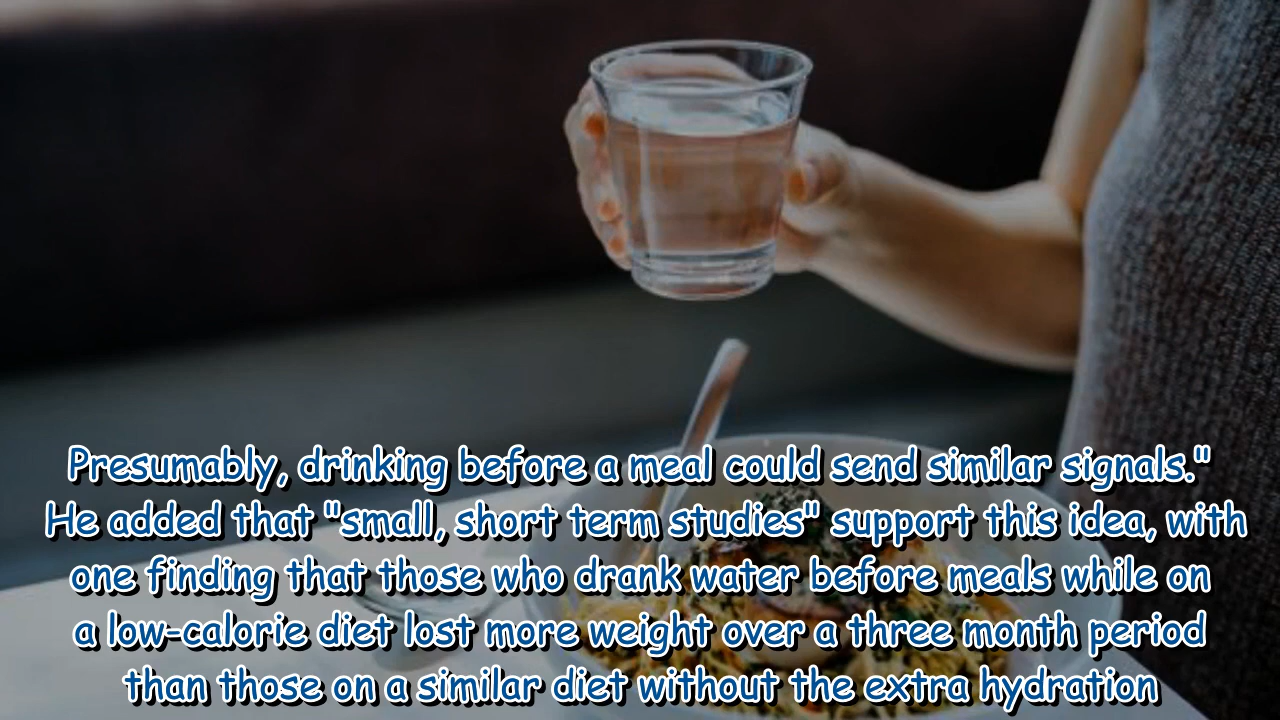 Presumably, drinking before a meal could send similar signals."
He added that "small, short term studies" support this idea, with
one finding that those who drank water before meals while on
a low-calorie diet lost more weight over a three month period
than those on a similar diet without the extra hydration